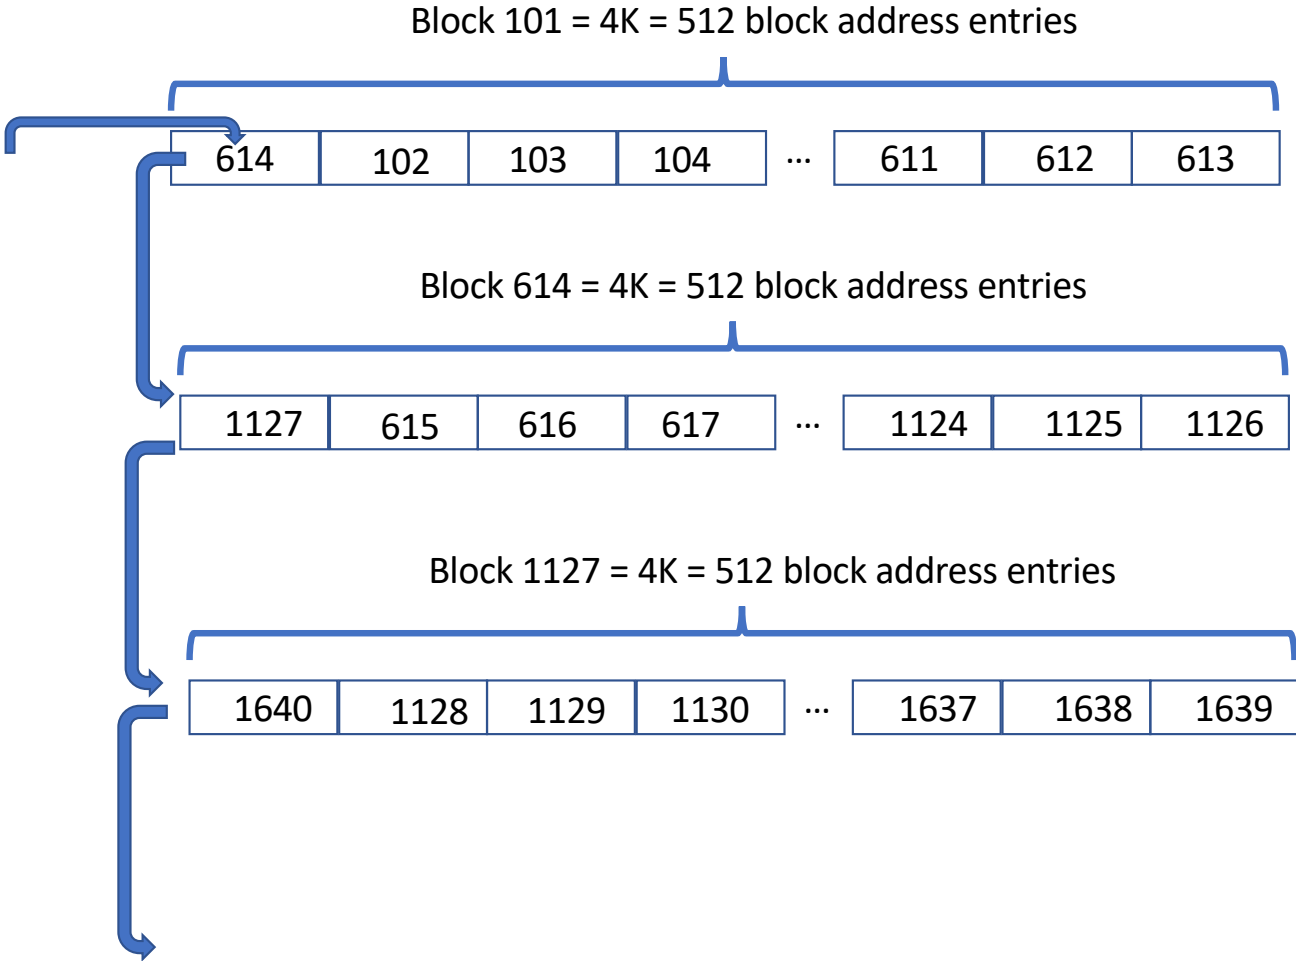 Block 101 = 4K = 512 block address entries
614 102 103 104 ... 611 612 613
Block 614 = 4K = 512 block address entries
1127 615 616 617 ... 1124 1125 1126
Block 1127 = 4K = 512 block address entries
1640 1128 1129 1130 ... 1637 1638 1639